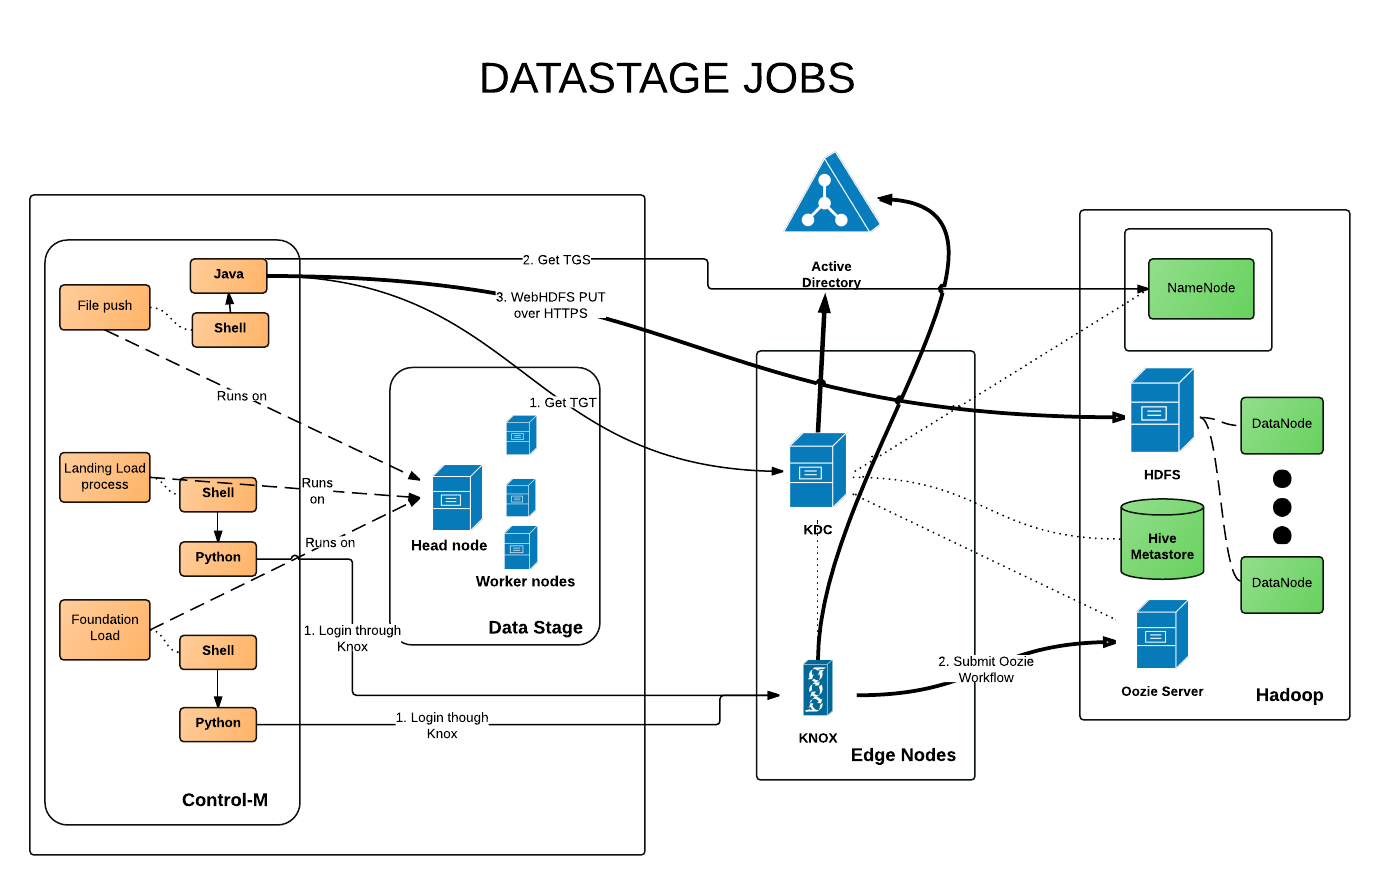 DATASTAGE JOBS
Active
Directory
Java
2. Get TGS
File push
Shell
3. WebHDFS PUT
over HTTPS
NameNode
Runs on
1. Get TGT
DataNode
HDFS
Landing Load
process
Shell
Runs
on
Head node
Worker nodes
Data Stage
KDC
Hive
Metastore
Python
Runs on
DataNode
Foundation
Load
Shell
1. Login through
Knox
2. Submit Oozie
Workflow
Oozie Server
Hadoop
Python
1. Login though
Knox
KNOX
Edge Nodes
Control-M